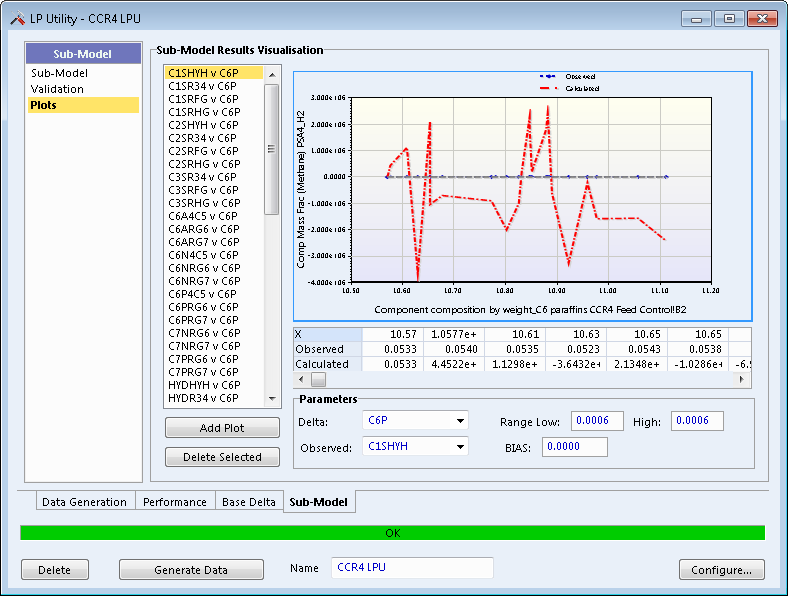 LP Utility - CCR4 LPU
Sub-Model
Sub-Model
Validation
Plots
Sub-Model Results Visualisation
C1SHYH v C6P
C1SR34 v C6P
C1SRFG v C6P
C1SRHG v C6P
C2SHYH v C6P
C2SR34 v C6P
C2SRFG v C6P
C2SRHG v C6P
C3SR34 v C6P
C3SRFG v C6P
C3SRHG v C6P
C6A4C5 v C6P
C6ARG6 v C6P
C6ARG7 v C6P
C6N4C5 v C6P
C6NRG6 v C6P
C6NRG7 v C6P
C6P4C5 v C6P
C6PRG6 v C6P
C6PRG7 v C6P
C7NRG6 v C6P
C7NRG7 v C6P
C7PRG6 v C6P
C7PRG7 v C6P
HYDHYH v C6P
HYDR34 v C6P
Add Plot
Delete Selected
Observed
Calculated
3.000e+06
2.000e+06
1.000e+06
0.0000
-1.000e+06
-2.000e+06
-3.000e+06
-4.000e+06
Comp Mass Frac (Methane) PSA4_H2
10.50 10.60 10.70 10.80 10.90 11.00 11.10 11.20
Component composition by weight_C6 paraffins CCR4 Feed Control!B2
X 10.57 1.0577e+ 10.61 10.63 10.65 10.65
Observed 0.0533 0.0540 0.0535 0.0523 0.0543 0.0538
Calculated 0.0533 4.4522e+ 1.1298e+ -3.6432e+ 2.1348e+ -1.0286e+ -6.5
Parameters
Delta: C6P Range Low: 0.0006 High: 0.0006
Observed: C1SHYH BIAS: 0.0000
Data Generation Performance Base Delta Sub-Model
OK
Delete Generate Data Name CCR4 LPU Configure...